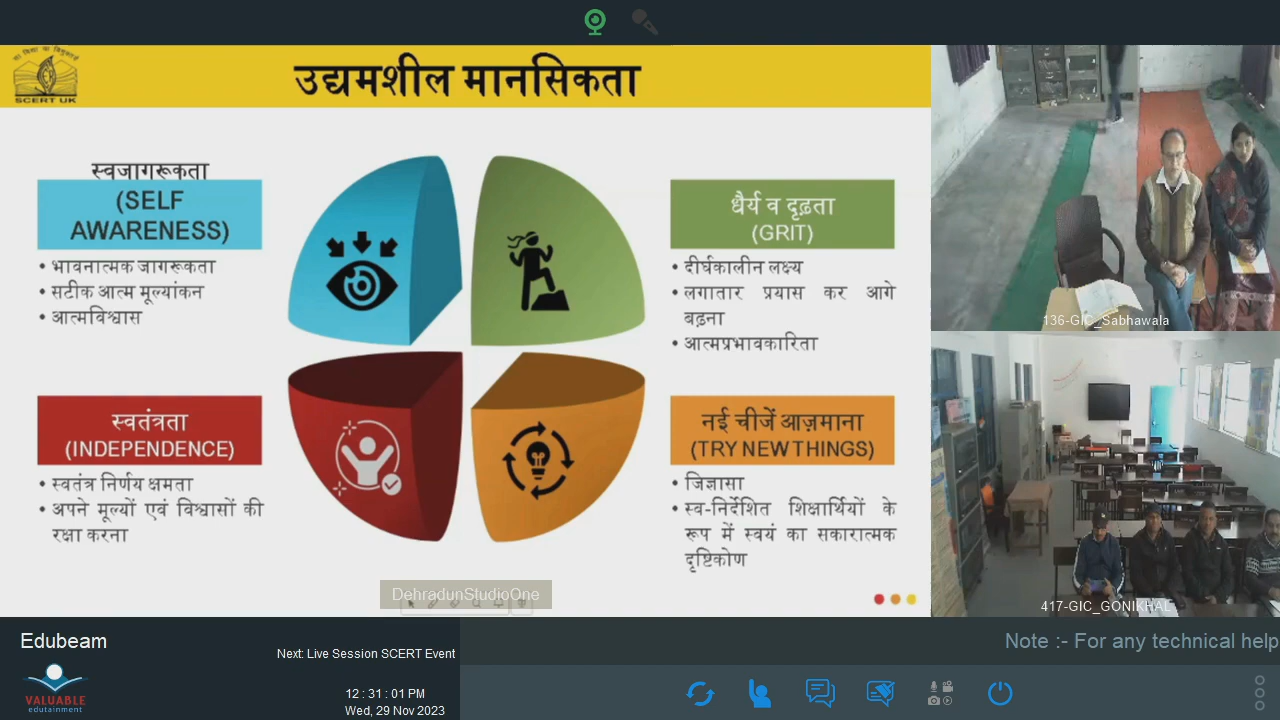 SCERT UK
उद्यमशील मानसिकता
स्वजागरूकता
(SELF
AWARENESS)
• भावनात्मक जागरूकता
• सटीक आत्म मूल्यांकन
• आत्मविश्वास
धैर्य व दृढ़ता
(GRIT)
• दीर्घकालीन लक्ष्य
• लगातार प्रयास कर आगे
बढ़ना
• आत्मप्रभावकारिता
स्वतंत्रता
(INDEPENDENCE)
• स्वतंत्र निर्णय क्षमता
• अपने मूल्यों एवं विश्वासों की
रक्षा करना
नई चीजें आज़माना
(TRY NEW THINGS)
• जिज्ञासा
• स्व-निर्देशित शिक्षार्थियों के
रूप में स्वयं का सकारात्मक
दृष्टिकोण
DehradunStudioOne
136-GIC_Sabhawala
417-GIC_GONIKHAL
Edubeam
VALUABLE
edutainment
Next: Live Session SCERT Event
12 : 31 : 01 PM
Wed, 29 Nov 2023
Note :- For any technical help